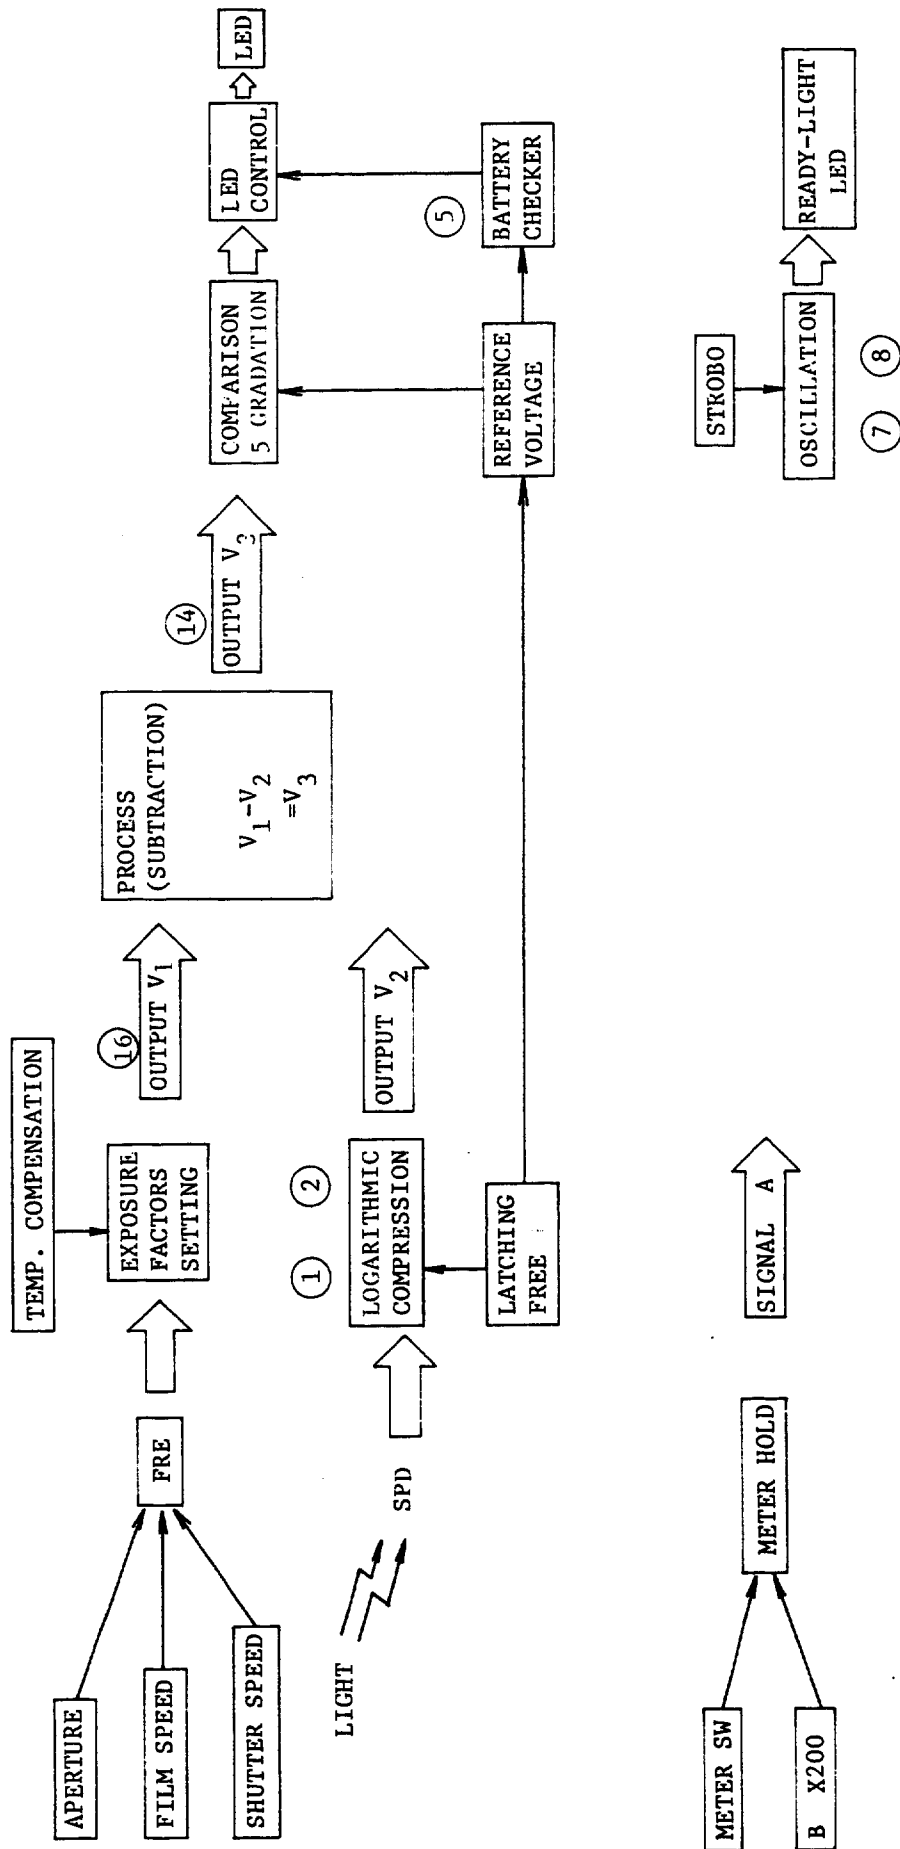 TEMP. COMPENSATION
APERTURE
FILM SPEED
SHUTTER SPEED
FRE
EXPOSURE
FACTORS
SETTING
16
OUTPUT V1
PROCESS
(SUBTRACTION)
V1-V2
=V3
14
OUTPUT V3
COMPARISON
5 GRADATION
LED
CONTROL
LED
LIGHT
SPD
1
2
LOGARITHMIC
COMPRESSION
OUTPUT V2
LATCHING
FREE
REFERENCE
VOLTAGE
5
BATTERY
CHECKER
METER SW
B X200
METER HOLD
SIGNAL A
STROBO
OSCILLATION
7
8
READY-LIGHT
LED